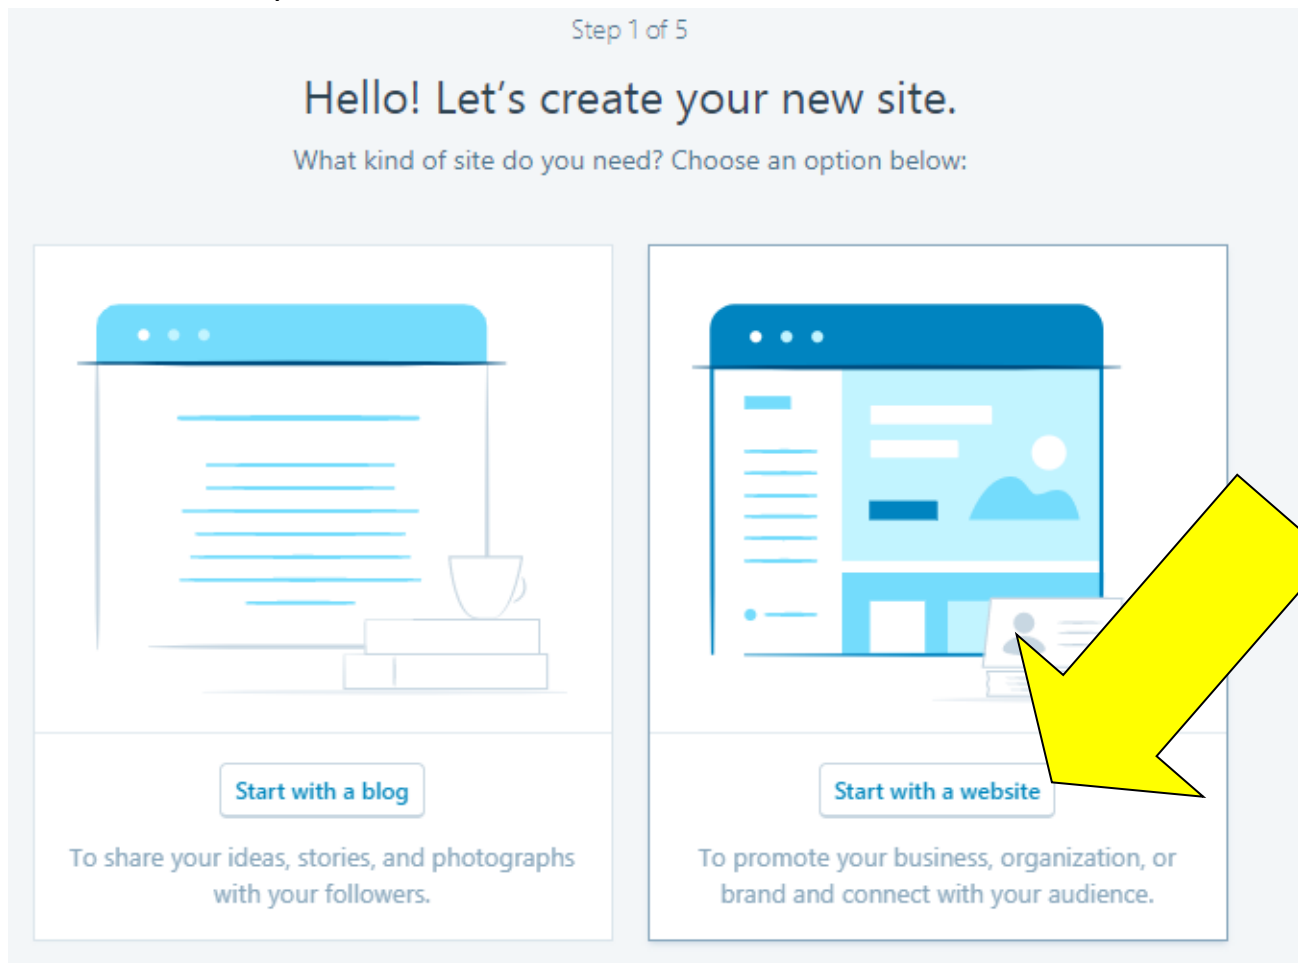 Step 1 of 5
Hello! Let’s create your new site.
What kind of site do you need? Choose an option below:
Start with a blog
To share your ideas, stories, and photographs
with your followers.
Start with a website
To promote your business, organization, or
brand and connect with your audience.